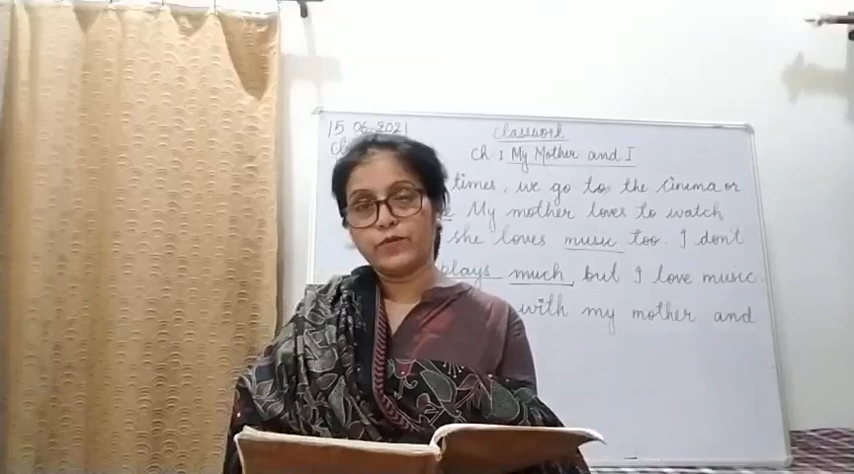 15 06 2021 Classwork
Ch 1 My Mother and I
times, we go to the Cinema or
My mother loves to watch
she loves music too. I don't
plays much but I love music
with my mother and